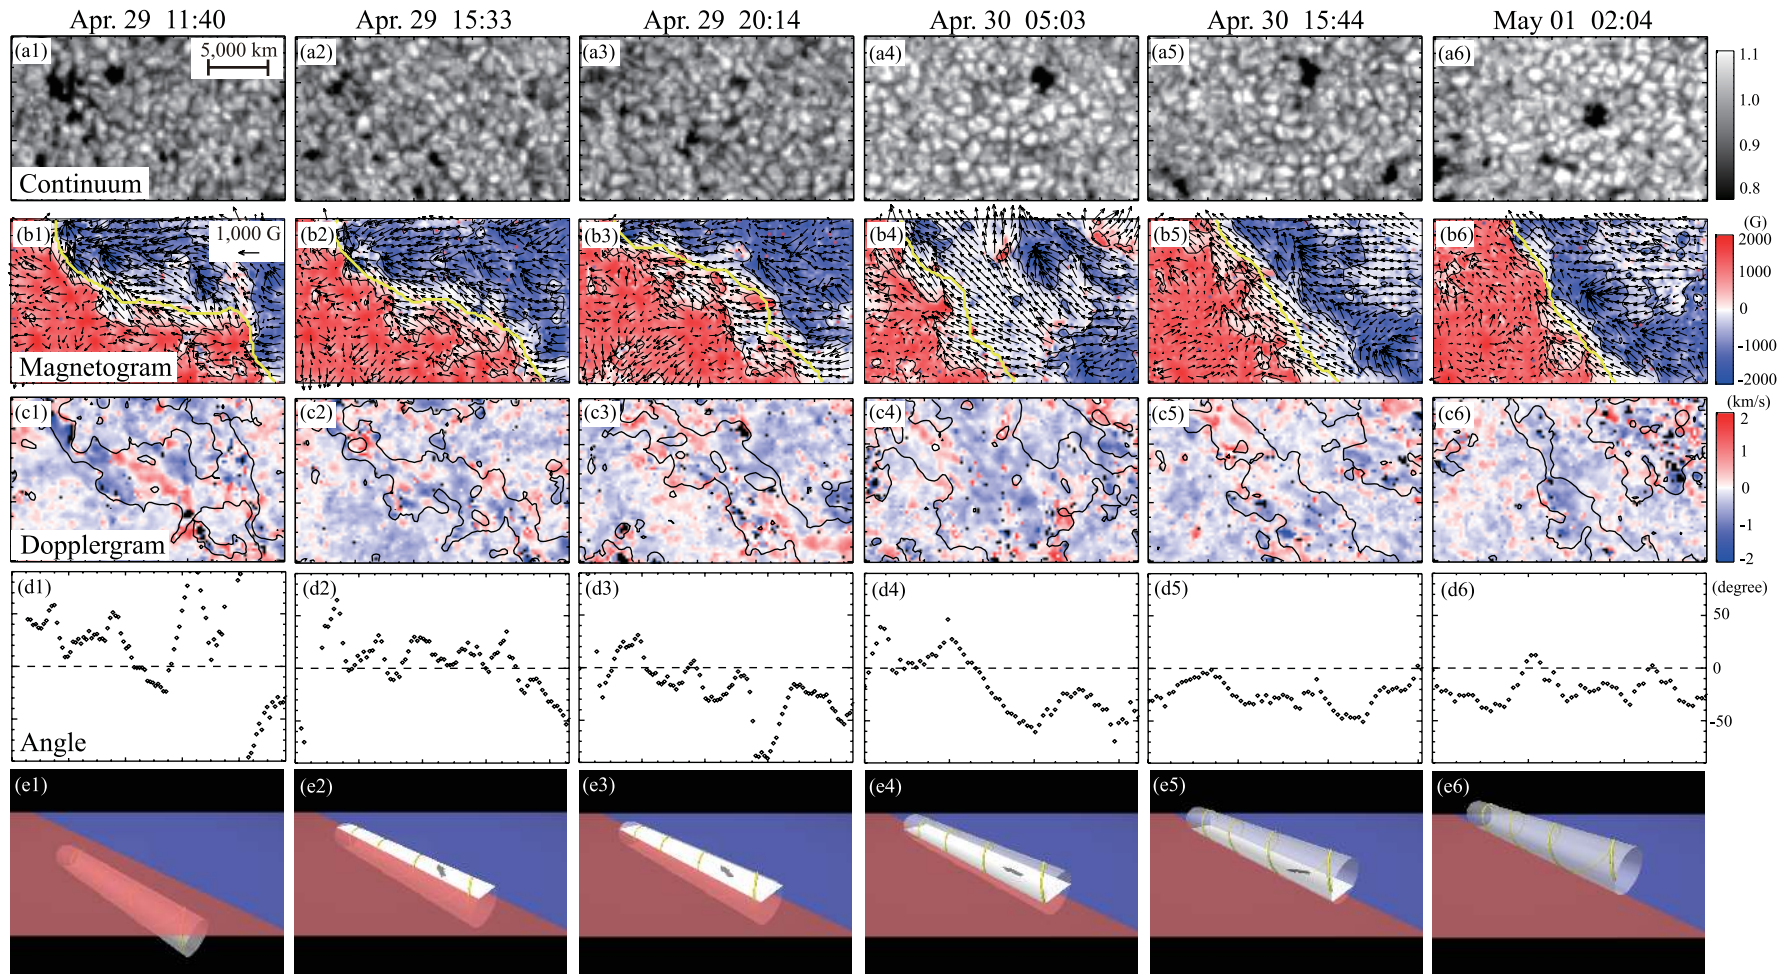 Apr. 29 11:40 Apr. 29 15:33 Apr. 29 20:14 Apr. 30 05:03 Apr. 30 15:44 May 01 02:04
(a1) 5,000 km (a2) (a3) (a4) (a5) (a6) 1.1
1.0
0.9
Continuum 0.8
(b1) 1,000 G (b2) (b3) (b4) (b5) (b6) (G)
2000
1000
0
-1000
Magnetogram -2000
(c1) (c2) (c3) (c4) (c5) (c6) (km/s)
2
1
0
-1
Dopplergram -2
(d1) (d2) (d3) (d4) (d5) (d6) (degree)
50
0
-50
Angle
(e1) (e2) (e3) (e4) (e5) (e6)